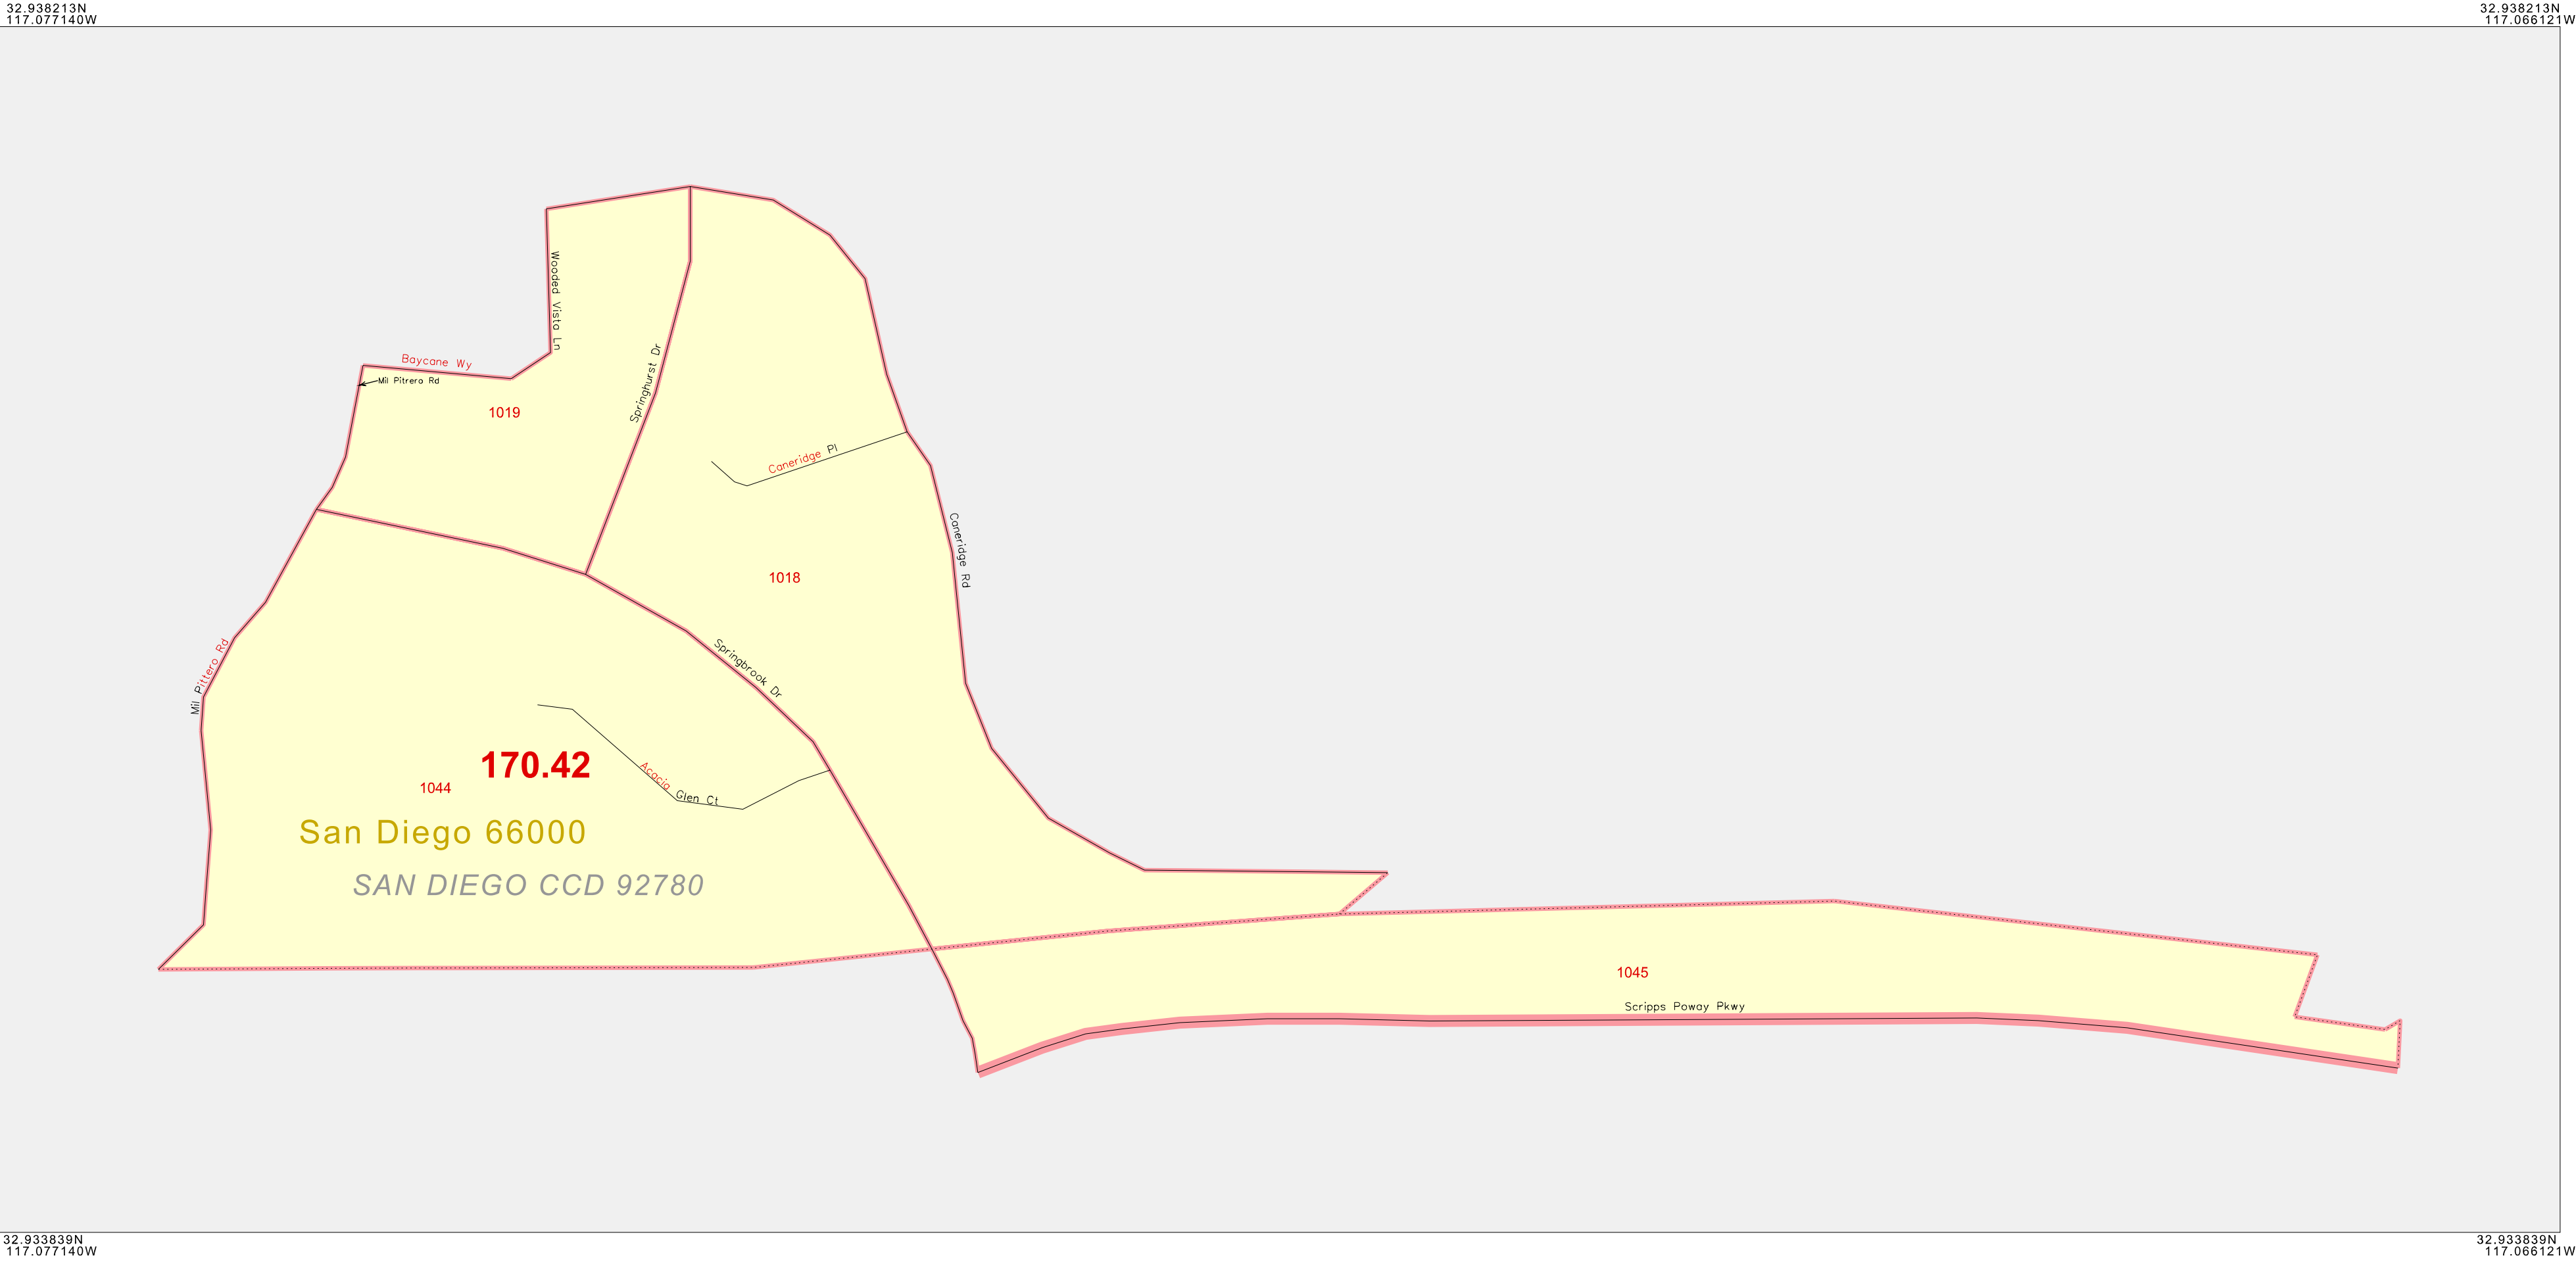 32.938213N
117.077140W
32.938213N
117.066121W
Wooded Vista Ln
Springhurst Dr
Baycane Wy
Mil Pitrero Rd
1019
Caneridge Pl
Caneridge Rd
1018
Mil Pittero Rd
Springbrook Dr
170.42
1044
Acacia Glen Ct
San Diego 66000
SAN DIEGO CCD 92780
1045
Scripps Poway Pkwy
32.933839N
117.077140W
32.933839N
117.066121W